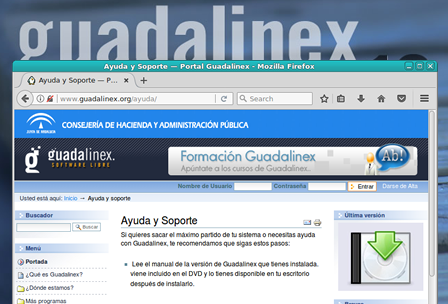 guadalinex
Ayuda y Soporte — Portal Guadalinex - Mozilla Firefox
Ayuda y Soporte — P...
www.guadalinex.org/ayuda/
Search
CONSEJERÍA DE HACIENDA Y ADMINISTRACIÓN PÚBLICA
guadalinex.
SOFTWARE LIBRE
Formación Guadalinex
Apúntate a los cursos de Guadalinex.
Ab!
Nombre de Usuario Contraseña Entrar Darse de Alta
Usted está aquí: Inicio → Ayuda y Soporte
Buscador
Buscar
Menú
Portada
¿Qué es Guadalinex?
¿Dónde estamos?
Más programas
Ayuda y Soporte
Si quieres sacar el máximo partido de tu sistema o necesitas ayuda
con Guadalinex, te recomendamos que sigas estos pasos:
Lee el manual de la versión de Guadalinex que tienes instalada.
viene incluido en el DVD y lo tienes disponible en tu escritorio
después de instalarlo.
Ultima versión